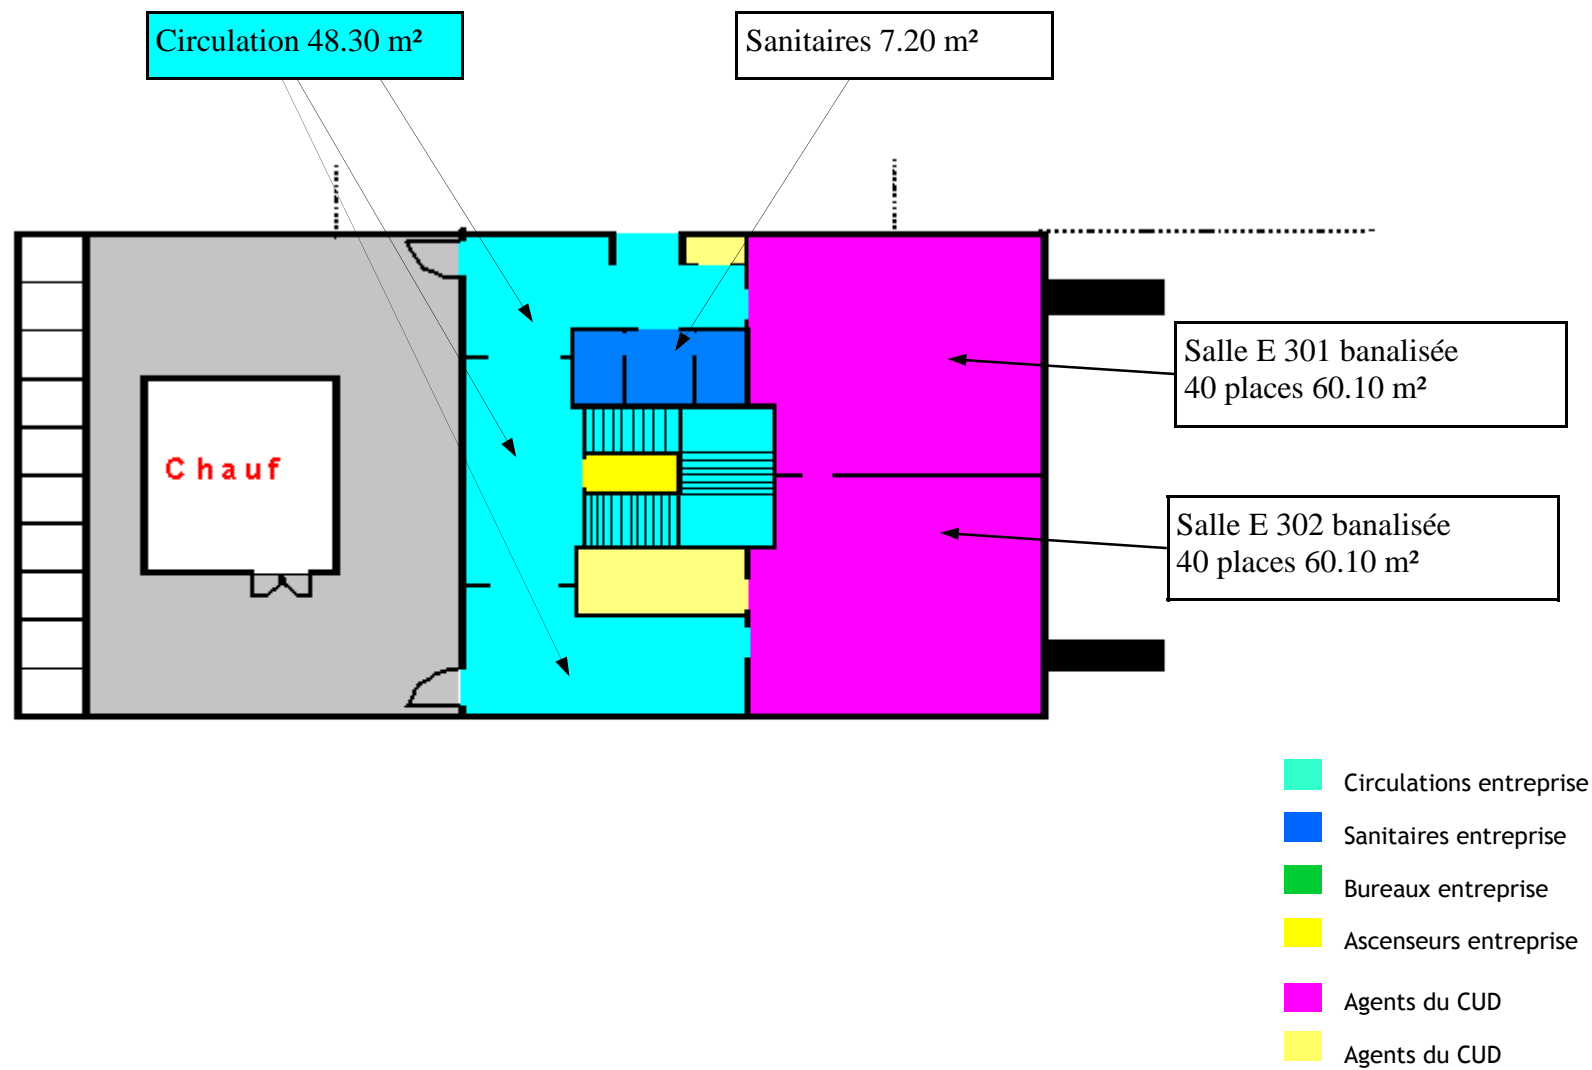 Circulation 48.30 m²
Sanitaires 7.20 m²
Salle E 301 banalisée
40 places 60.10 m²
Chauf
Salle E 302 banalisée
40 places 60.10 m²
Circulations entreprise
Sanitaires entreprise
Bureaux entreprise
Ascenseurs entreprise
Agents du CUD
Agents du CUD